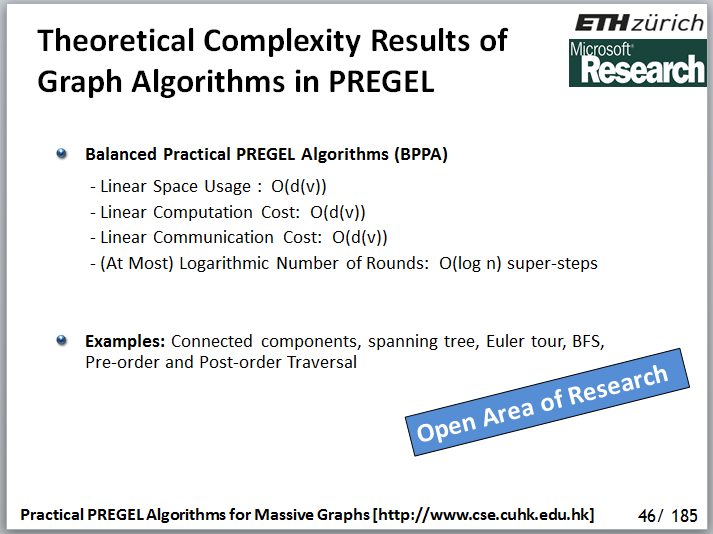 Theoretical Complexity Results of
Graph Algorithms in PREGEL
ETHzürich
Microsoft®
Research
Balanced Practical PREGEL Algorithms (BPPA)
- Linear Space Usage : O(d(v))
- Linear Computation Cost: O(d(v))
- Linear Communication Cost: O(d(v))
- (At Most) Logarithmic Number of Rounds: O(log n) super-steps
Examples: Connected components, spanning tree, Euler tour, BFS,
Pre-order and Post-order Traversal
Open Area of Research
Practical PREGEL Algorithms for Massive Graphs [http://www.cse.cuhk.edu.hk]
46/ 185